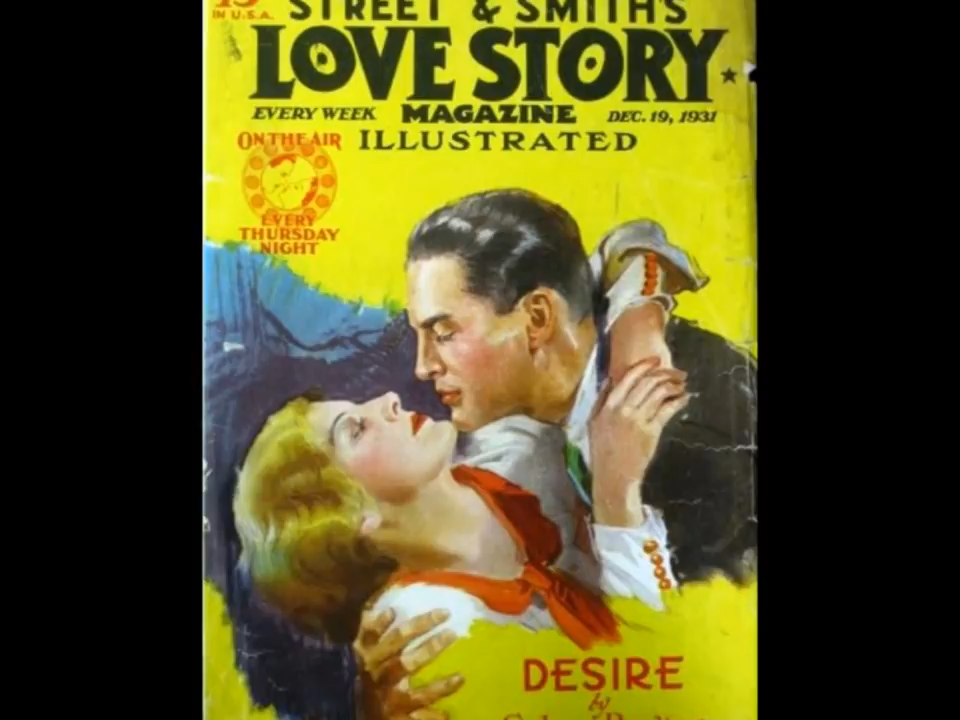 15
IN U.S.A.
STREET & SMITH'S
LOVE STORY
EVERY WEEK MAGAZINE DEC. 19, 1931
ILLUSTRATED
ON THE AIR
EVERY
THURSDAY
NIGHT
DESIRE
by